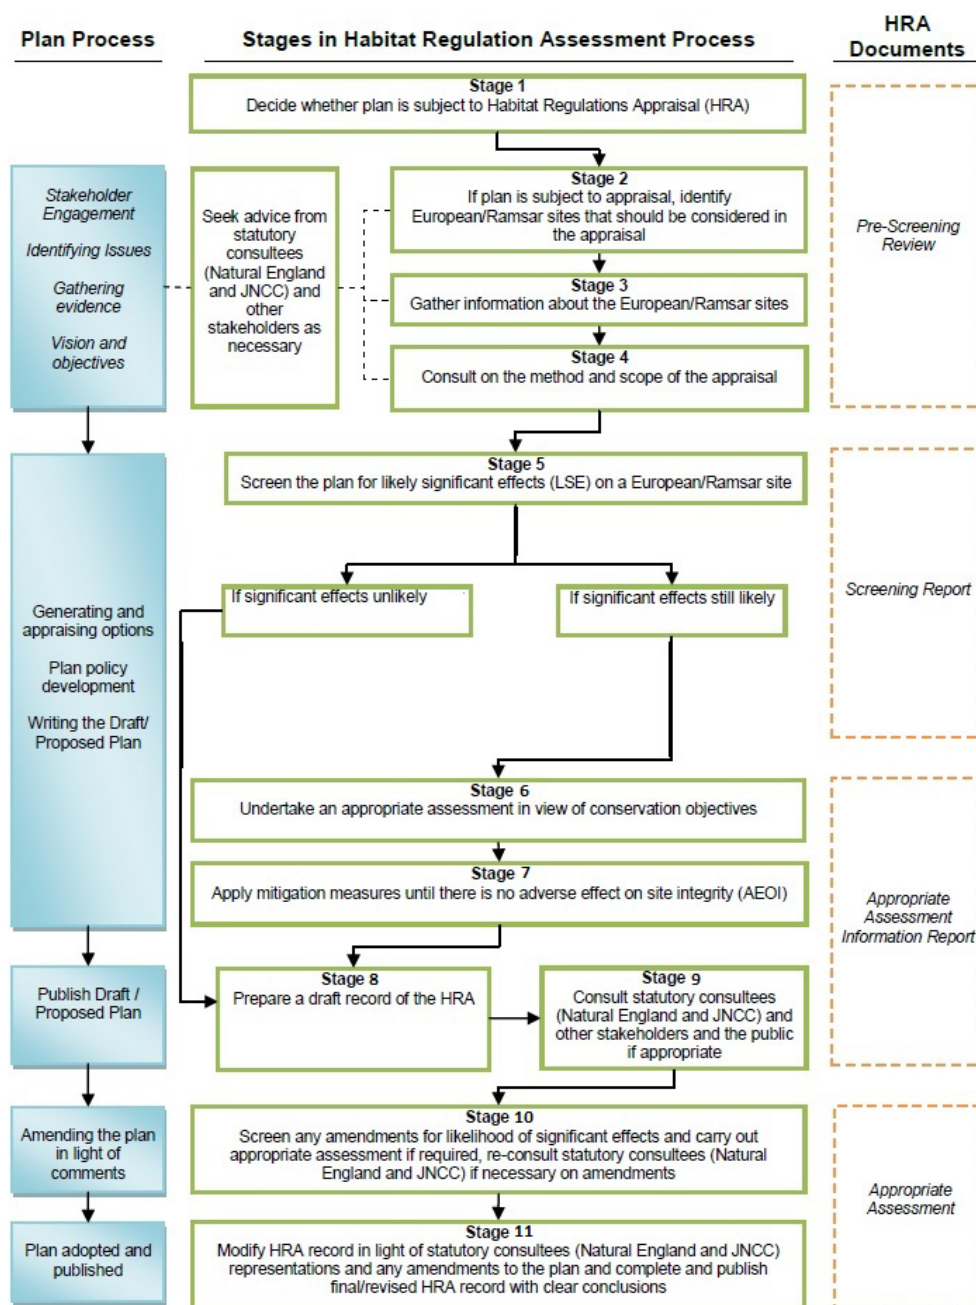 Plan Process
Stages in Habitat Regulation Assessment Process
HRA
Documents
Stage 1
Decide whether plan is subject to Habitat Regulations Appraisal (HRA)
Stakeholder
Engagement
Identifying Issues
Gathering
evidence
Vision and
objectives
Seek advice from
statutory
consultees
(Natural England
and JNCC) and
other
stakeholders as
necessary
Stage 2
If plan is subject to appraisal, identify
European/Ramsar sites that should be considered in
the appraisal
Stage 3
Gather information about the European/Ramsar sites
Stage 4
Consult on the method and scope of the appraisal
Pre-Screening
Review
Generating and
appraising options
Plan policy
development
Writing the Draft/
Proposed Plan
Stage 5
Screen the plan for likely significant effects (LSE) on a European/Ramsar site
If significant effects unlikely
If significant effects still likely
Screening Report
Stage 6
Undertake an appropriate assessment in view of conservation objectives
Stage 7
Apply mitigation measures until there is no adverse effect on site integrity (AEOI)
Appropriate
Assessment
Information Report
Publish Draft /
Proposed Plan
Stage 8
Prepare a draft record of the HRA
Stage 9
Consult statutory consultees
(Natural England and JNCC) and
other stakeholders and the public
if appropriate
Amending the plan
in light of
comments
Stage 10
Screen any amendments for likelihood of significant effects and carry out
appropriate assessment if required, re-consult statutory consultees (Natural
England and JNCC) if necessary on amendments
Appropriate
Assessment
Plan adopted and
published
Stage 11
Modify HRA record in light of statutory consultees (Natural England and JNCC)
representations and any amendments to the plan and complete and publish
final/revised HRA record with clear conclusions